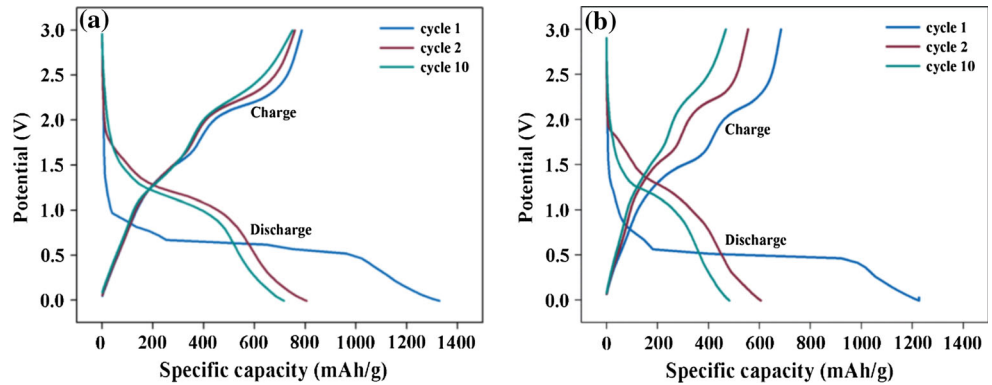 (a)
3.0
2.5
2.0
1.5
1.0
0.5
0.0
Potential (V)
cycle 1
cycle 2
cycle 10
Charge
Discharge
0 200 400 600 800 1000 1200 1400
Specific capacity (mAh/g)
(b)
3.0
2.5
2.0
1.5
1.0
0.5
0.0
Potential (V)
cycle 1
cycle 2
cycle 10
Charge
Discharge
0 200 400 600 800 1000 1200 1400
Specific capacity (mAh/g)